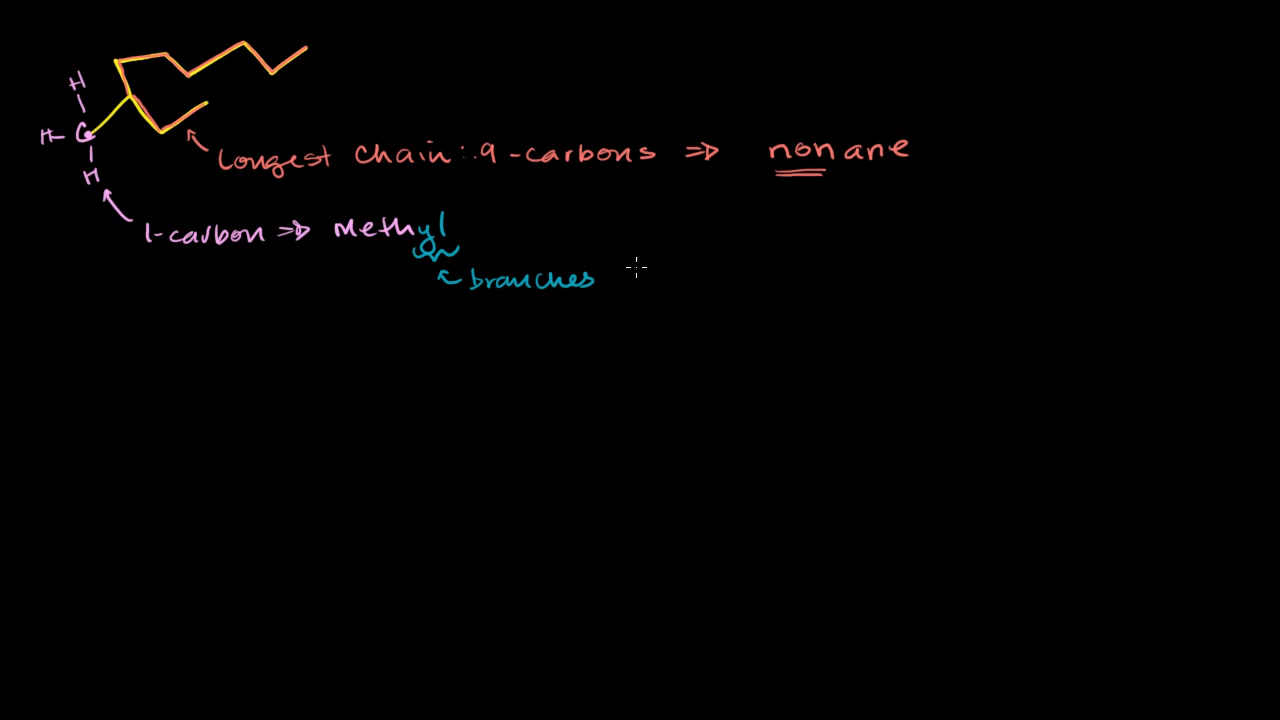 H
H C
H
Longest chain: 9-carbons ⇒ nonane
1-carbon ⇒ Methyl
branches